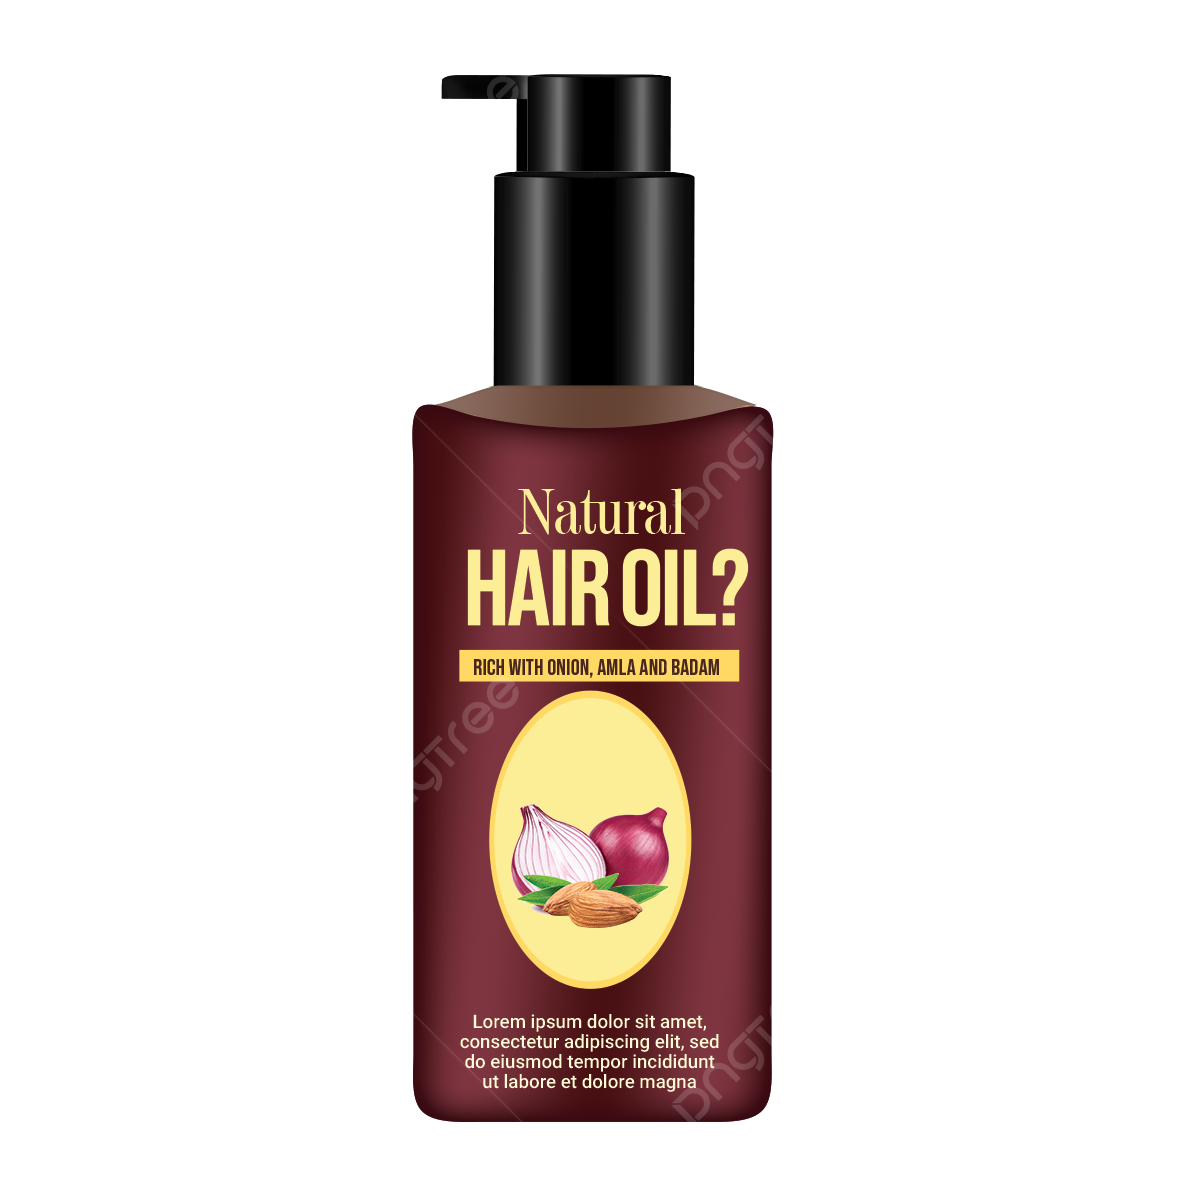 Natural
HAIR OIL?
RICH WITH ONION, AMLA AND BADAM
Lorem ipsum dolor sit amet,
consectetur adipiscing elit, sed
do eiusmod tempor incididunt
ut labore et dolore magna
pngtree